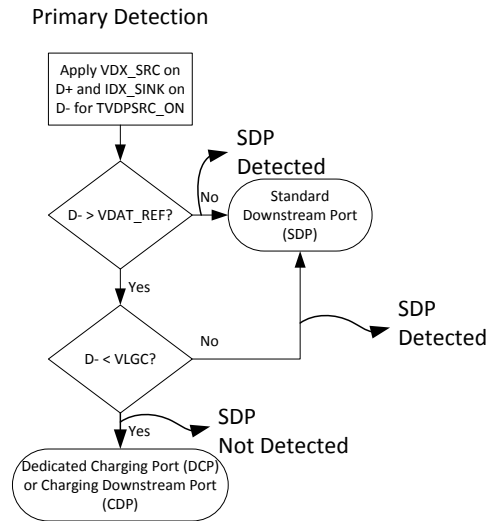 Primary Detection
Apply VDX_SRC on
D+ and IDX_SINK on
D- for TVDPSRC_ON
SDP
Detected
D- > VDAT_REF?
No
Standard
Downstream Port
(SDP)
Yes
SDP
Detected
D- < VLGC?
No
SDP
Not Detected
Yes
Dedicated Charging Port (DCP)
or Charging Downstream Port
(CDP)